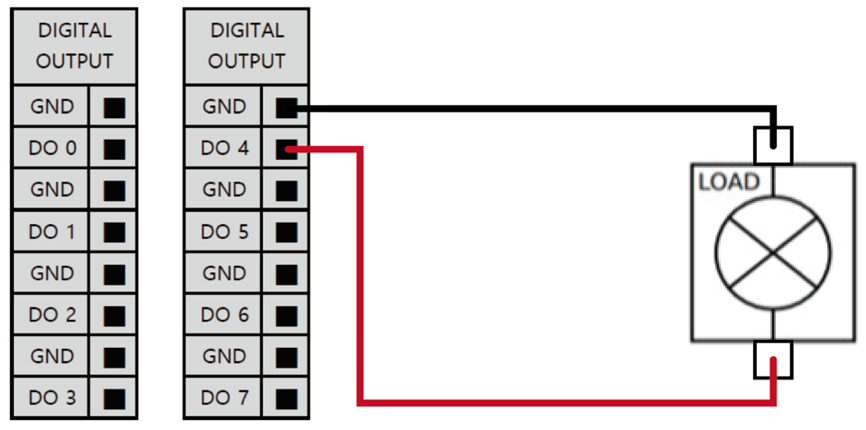 DIGITAL
OUTPUT
GND
DO 0
GND
DO 1
GND
DO 2
GND
DO 3
DIGITAL
OUTPUT
GND
DO 4
GND
DO 5
GND
DO 6
GND
DO 7
LOAD